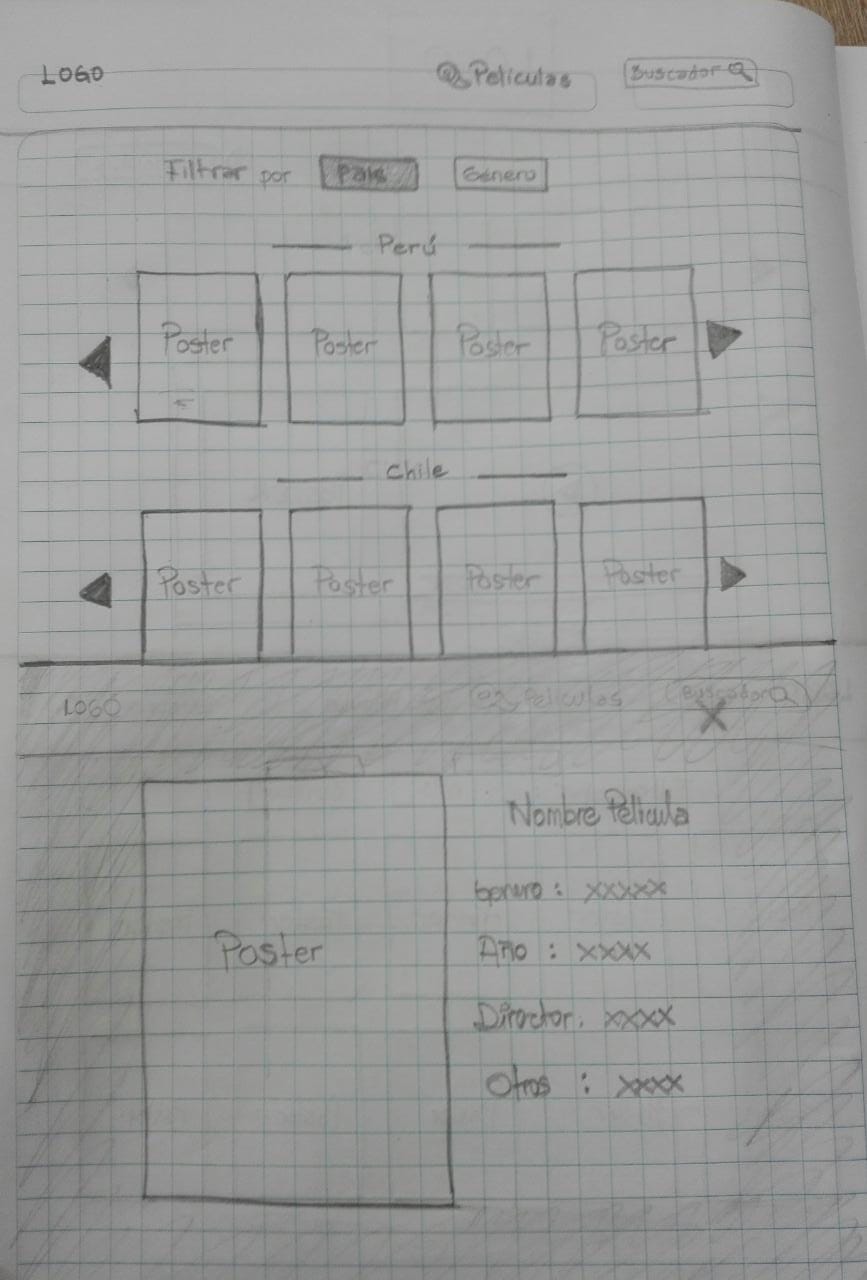 LOGO Peliculas Buscador
Filtrar por País Género
Perú
Poster Poster Poster Poster
Chile
Poster Poster Poster Poster
LOGO Peliculas Buscador
X
Nombre Pelicula
Genero : xxxxx
Poster
Año : xxxx
Director : xxxx
Otros : xxxx